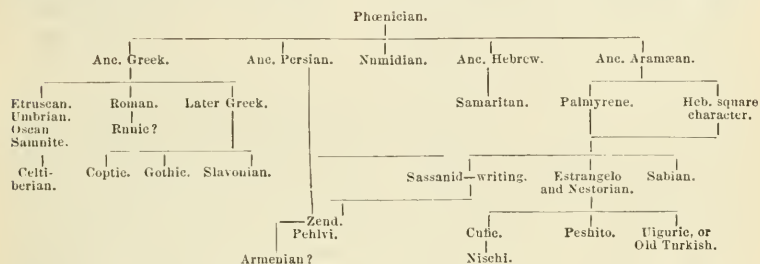 Phœnician.
Anc. Greek. Anc. Persian. Numidian. Anc. Hebrew. Anc. Aramæan.
Etruscan. Roman. Later Greek. Samaritan. Palmyrene. Heb. square
Umbrian. character.
Oscan Runic?
Samnite.
Celti- Coptic. Gothic. Slavonian. Sassanid—writing. Estrangelo Sabian.
berian. and Nestorian.
Zend.
Pehlvi. Cufic. Peshito. Uiguric, or
Old Turkish.
Armenian? Nischi.